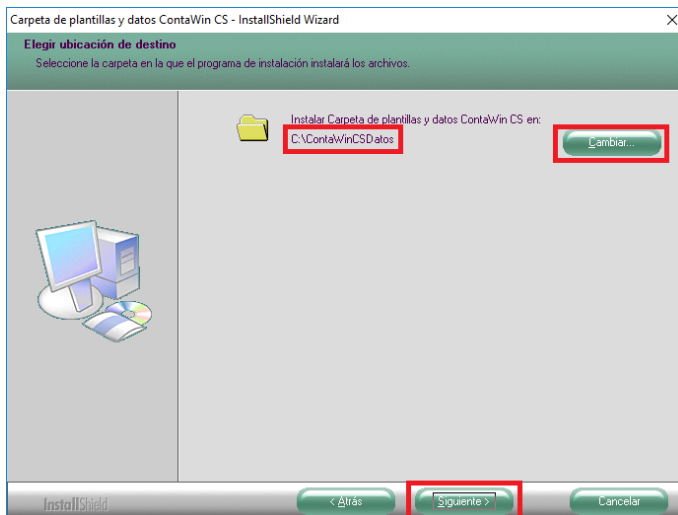 Carpeta de plantillas y datos ContaWin CS - InstallShield Wizard
Elegir ubicación de destino
Seleccione la carpeta en la que el programa de instalación instalará los archivos.
Instalar Carpeta de plantillas y datos ContaWin CS en:
C:\ContaWinCSDatos
Cambiar...
InstallShield
< Atrás
Siguiente >
Cancelar